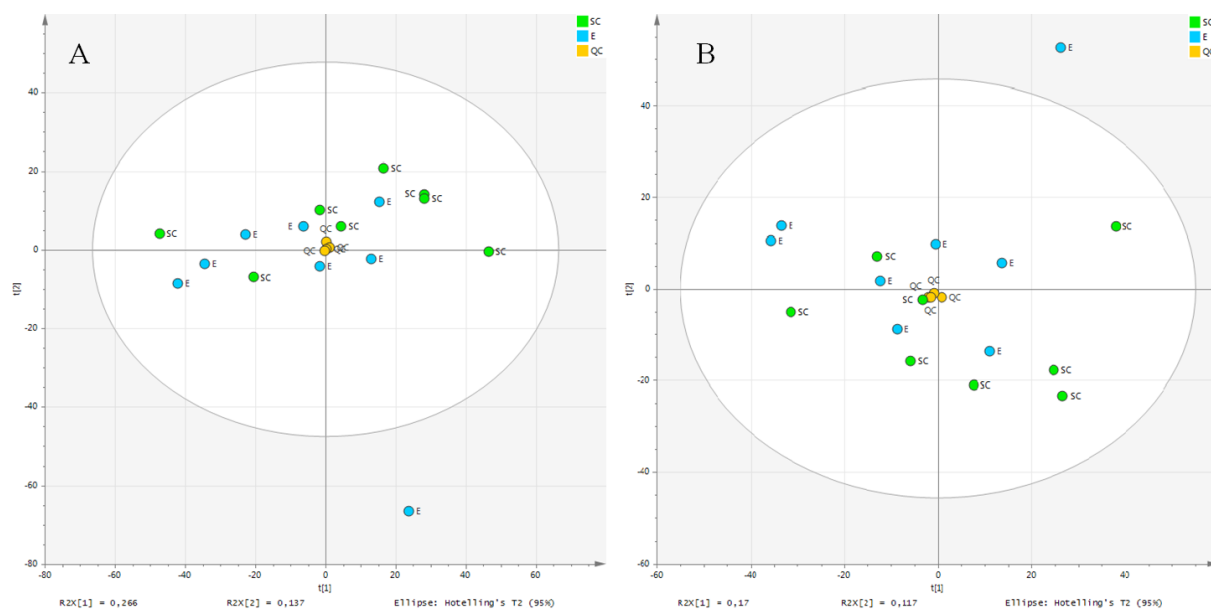 A
SC
E
QC
t[2]
40
20
0
-20
-40
-60
-80
SC
SC SC
E
SC
E
QC
SC
SC
E
QC
QC
SC
E
E
E
SC
E
E
-80
-60
-40
-20
0
20
40
60
t[1]
R2X[1] = 0,266
R2X[2] = 0,137
Ellipse: Hotelling's T2 (95%)
B
SC
E
QC
t[2]
40
20
0
-20
-40
-60
E
E
SC
E
E
SC
E
E
QC
QC
SC
QC
QC
SC
E
SC
E
SC
SC
SC
-60
-40
-20
0
20
40
t[1]
R2X[1] = 0,17
R2X[2] = 0,117
Ellipse: Hotelling's T2 (95%)